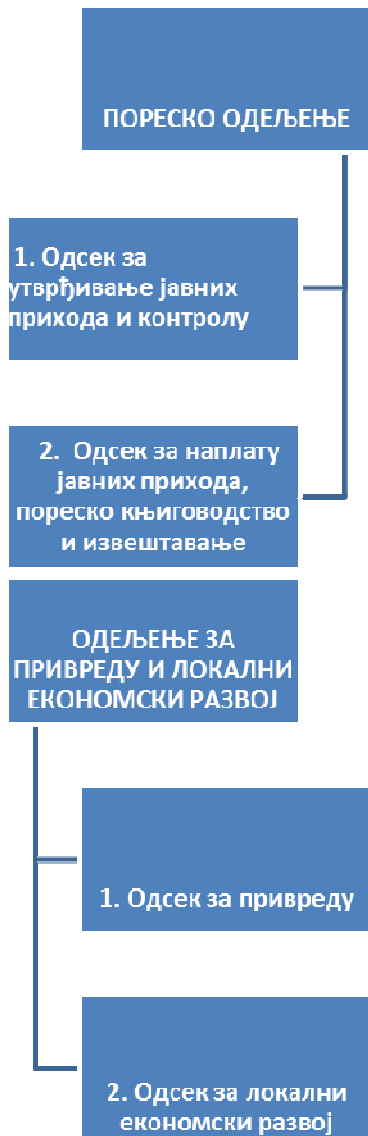 ПОРЕСКО ОДЕЉЕЊЕ
1. Одсек за
утврђивање јавних
прихода и контролу
2. Одсек за наплату
јавних прихода,
пореско књиговодство
и извештавање
ОДЕЉЕЊЕ ЗА
ПРИВРЕДУ И ЛОКАЛНИ
ЕКОНОМСКИ РАЗВОЈ
1. Одсек за привреду
2. Одсек за локални
економски развој